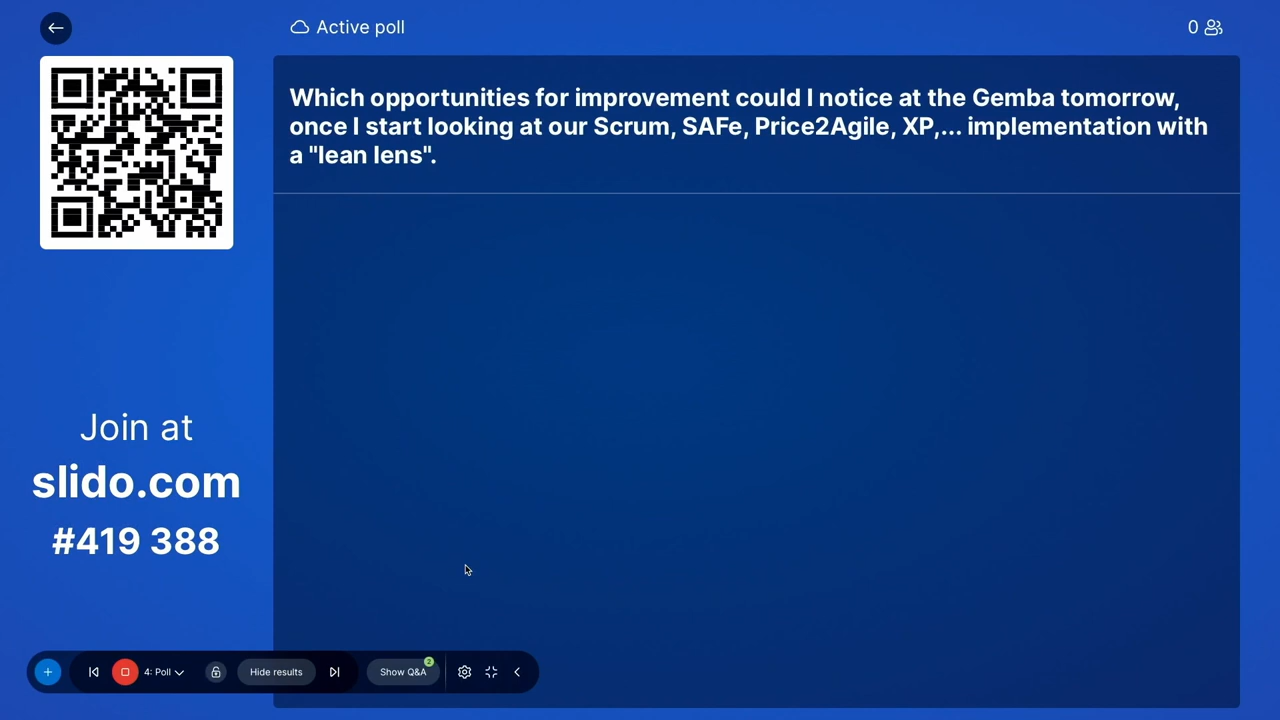 Active poll
0
Which opportunities for improvement could I notice at the Gemba tomorrow,
once I start looking at our Scrum, SAFe, Price2Agile, XP,... implementation with
a "lean lens".
Join at
slido.com
#419 388
4: Poll
Hide results
Show Q&A
2